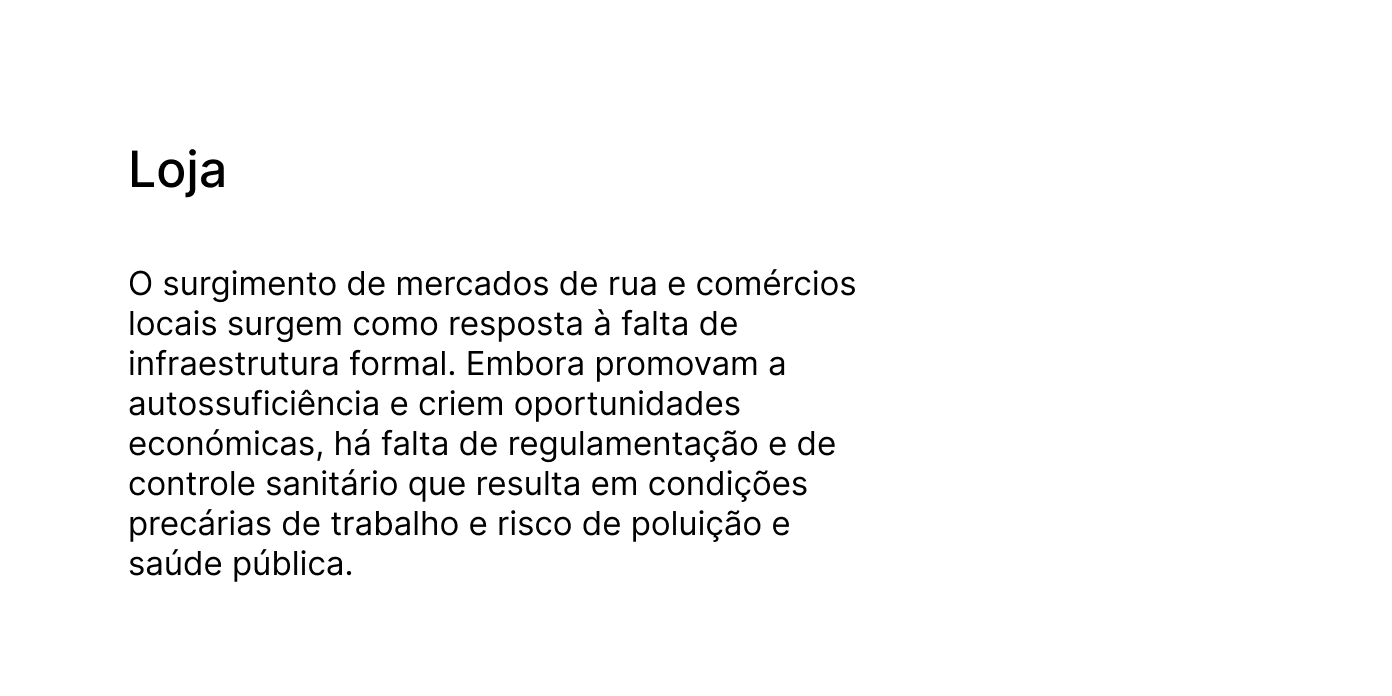 Loja
O surgimento de mercados de rua e comércios
locais surgem como resposta à falta de
infraestrutura formal. Embora promovam a
autossuficiência e criem oportunidades
económicas, há falta de regulamentação e de
controle sanitário que resulta em condições
precárias de trabalho e risco de poluição e
saúde pública.